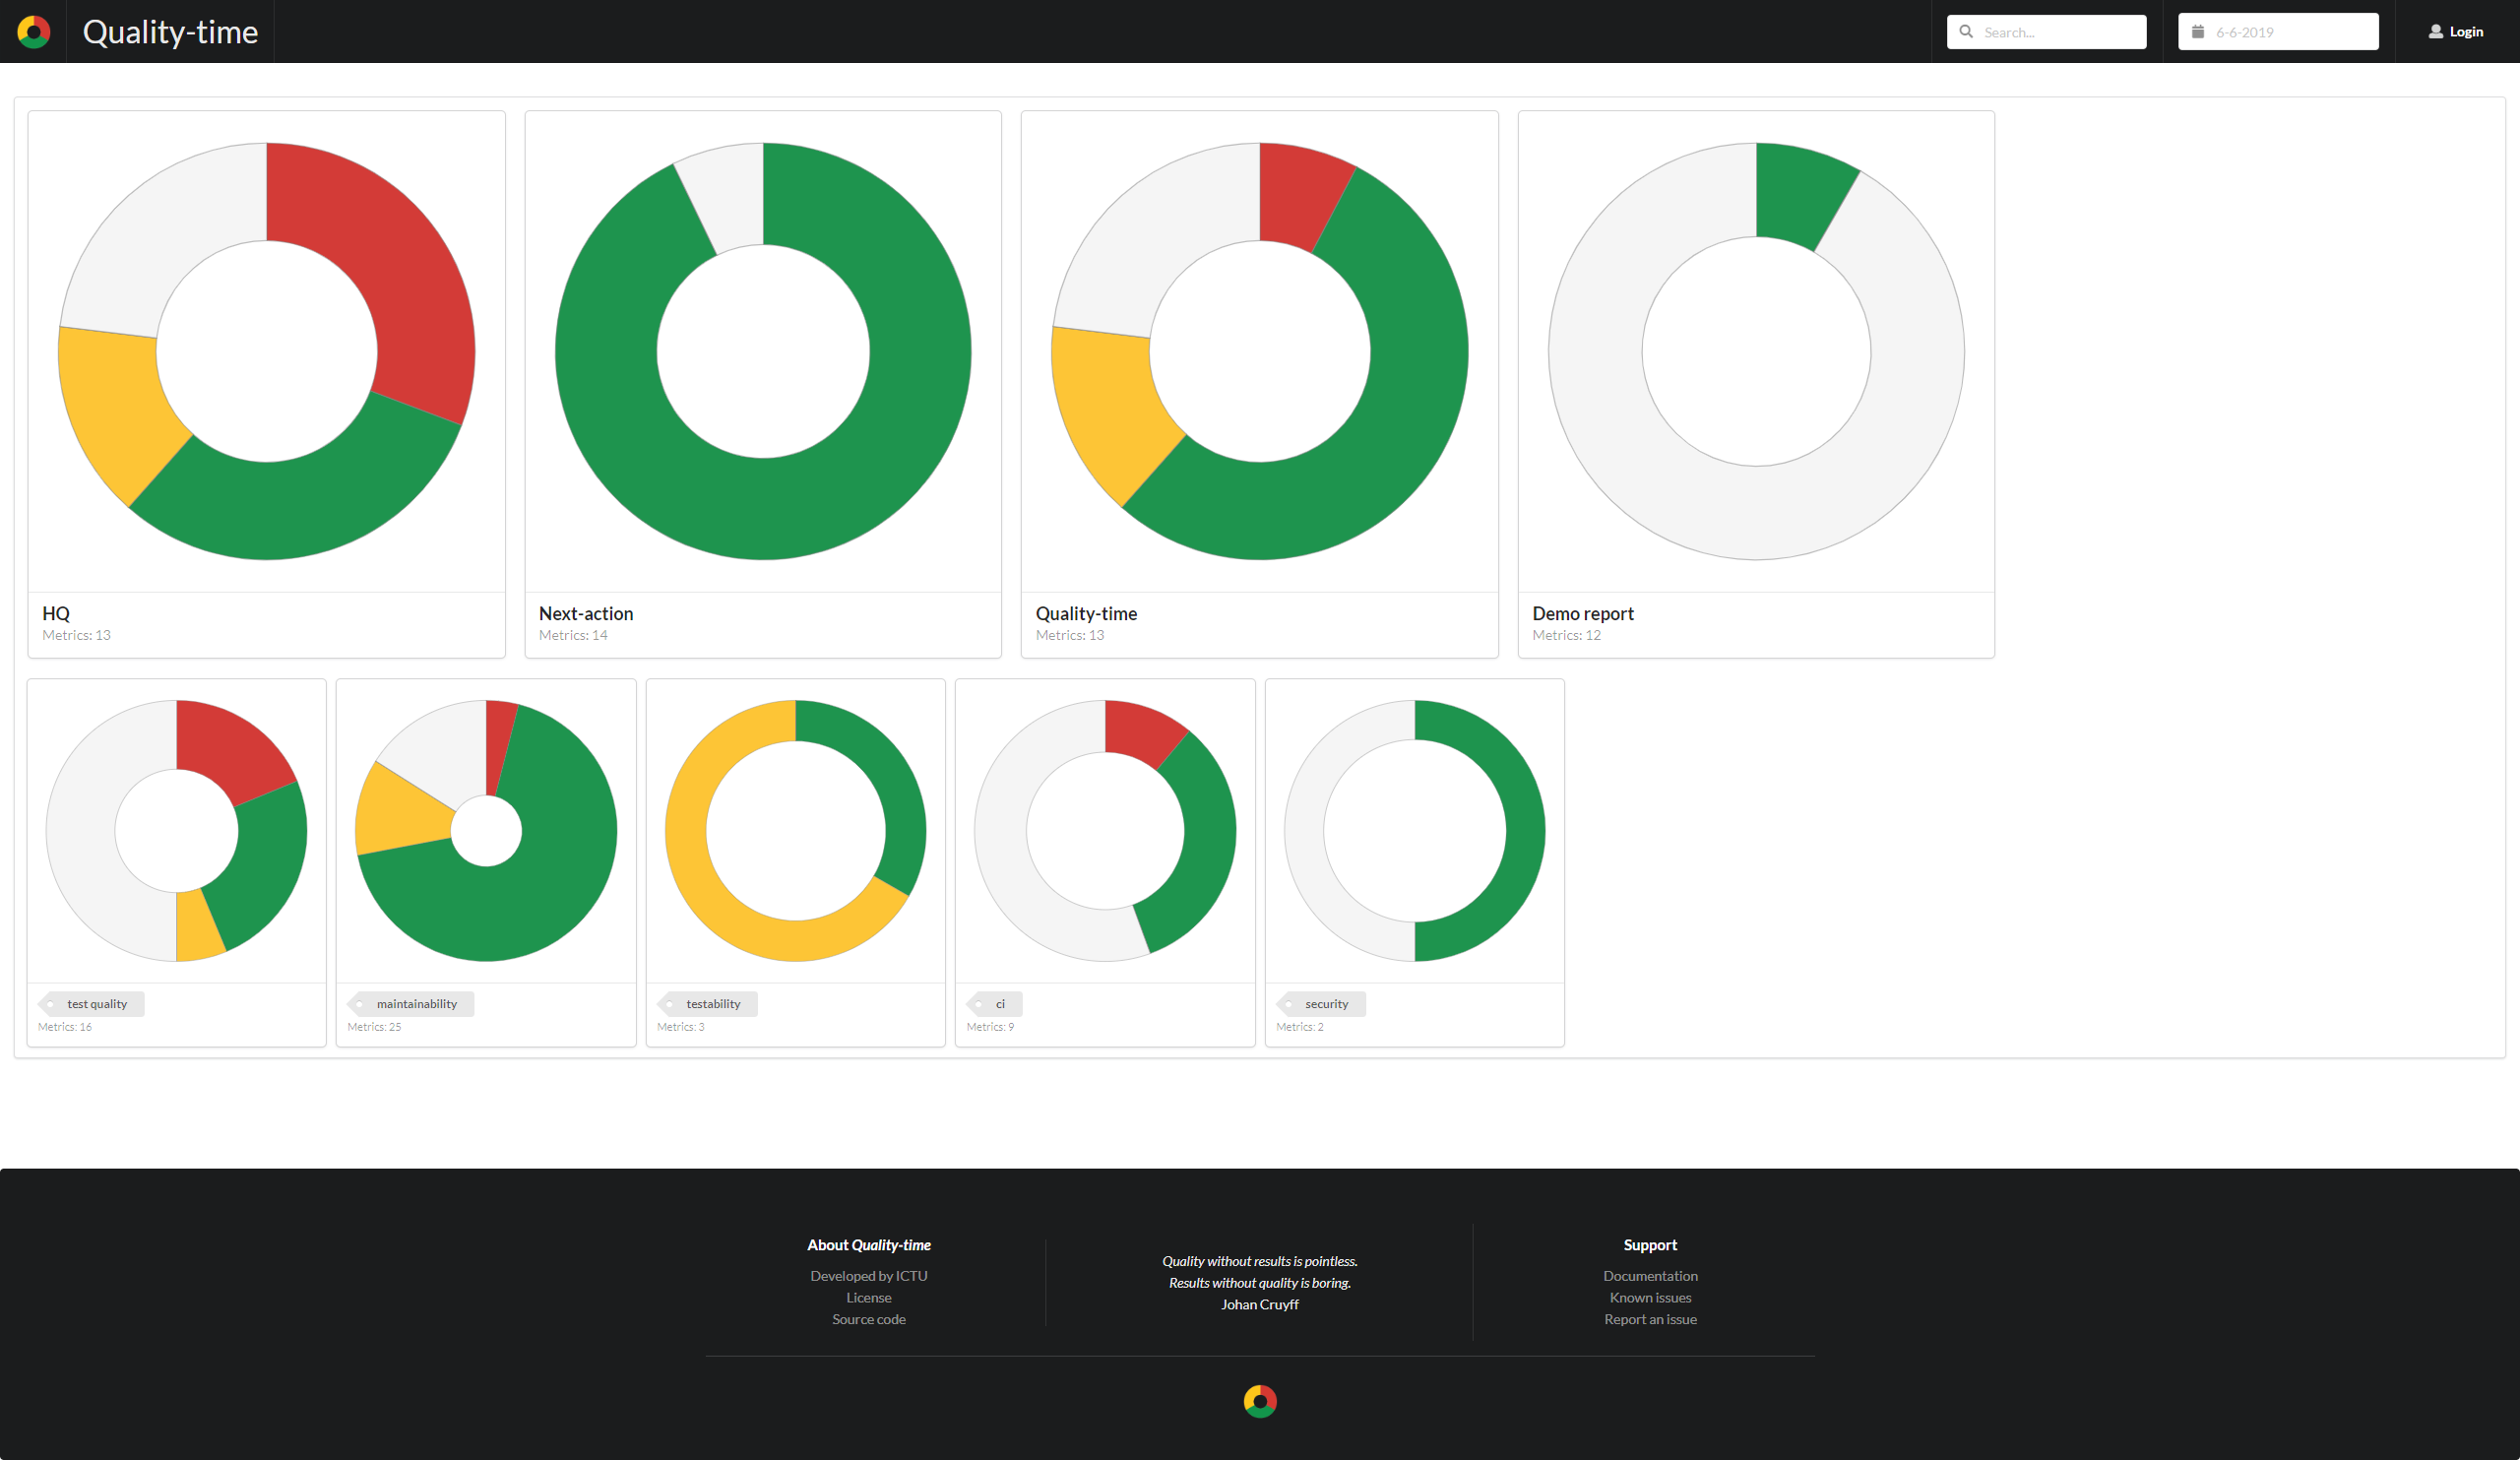 Quality-time
Search...
6-6-2019
Login
HQ
Metrics: 13
Next-action
Metrics: 14
Quality-time
Metrics: 13
Demo report
Metrics: 12
test quality
Metrics: 16
maintainability
Metrics: 25
testability
Metrics: 3
ci
Metrics: 9
security
Metrics: 2
About Quality-time
Developed by ICTU
License
Source code
Quality without results is pointless.
Results without quality is boring.
Johan Cruyff
Support
Documentation
Known issues
Report an issue